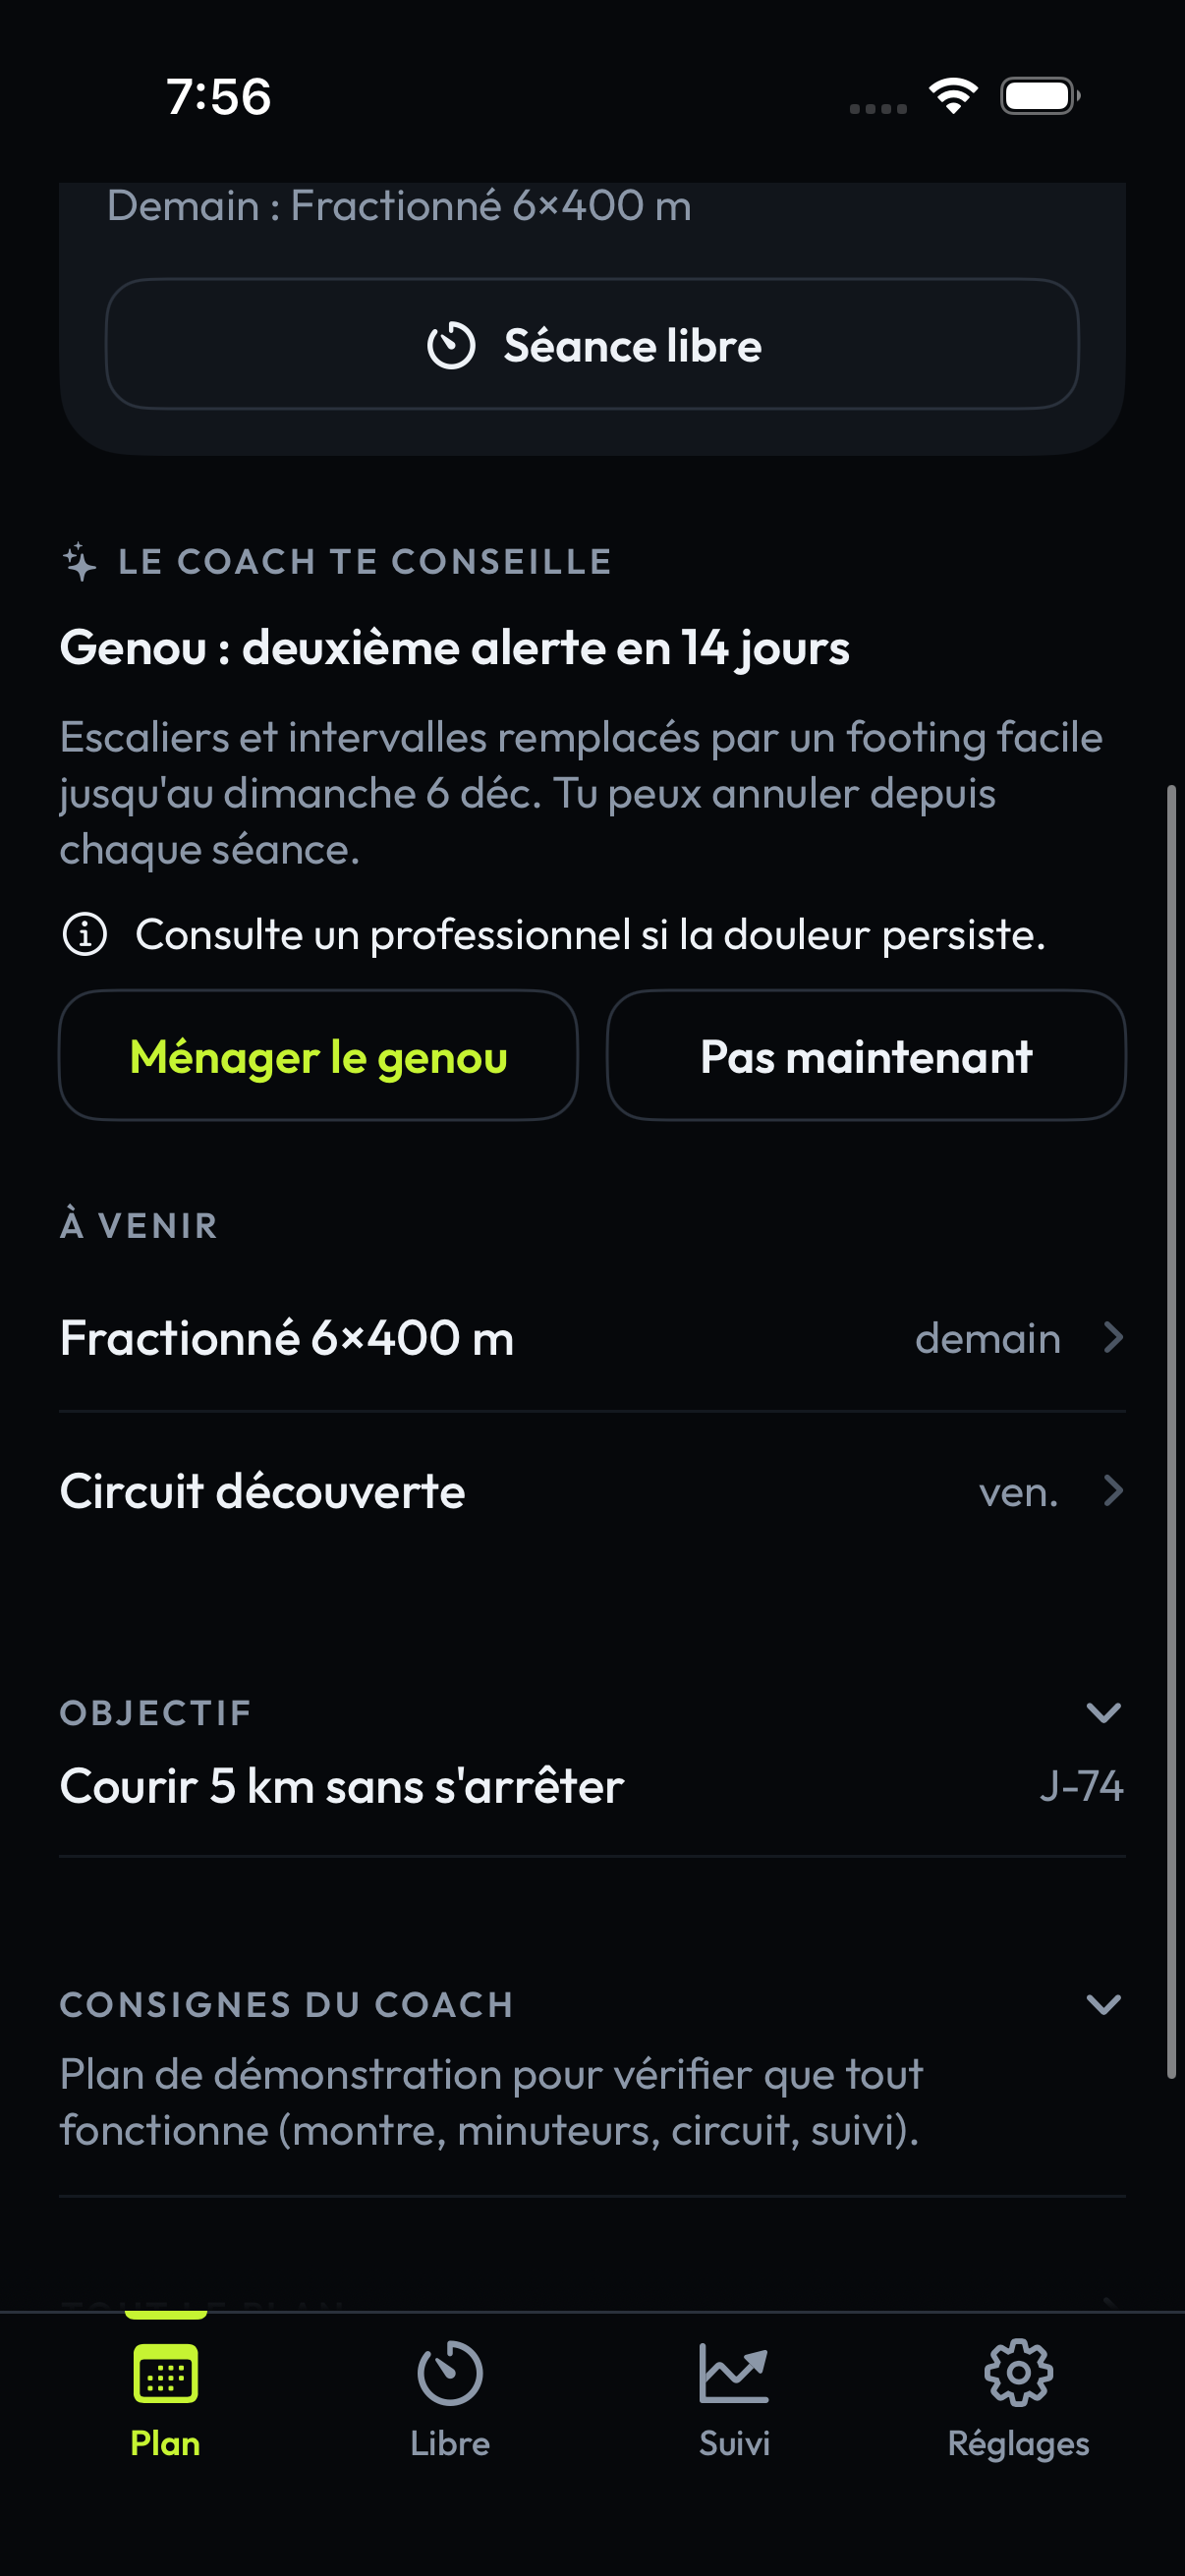 7:56
Demain : Fractionné 6×400 m
Séance libre
LE COACH TE CONSEILLE
Genou : deuxième alerte en 14 jours
Escaliers et intervalles remplacés par un footing facile
jusqu'au dimanche 6 déc. Tu peux annuler depuis
chaque séance.
Consulte un professionnel si la douleur persiste.
Ménager le genou
Pas maintenant
À VENIR
Fractionné 6×400 m
demain
Circuit découverte
ven.
OBJECTIF
Courir 5 km sans s'arrêter
J-74
CONSIGNES DU COACH
Plan de démonstration pour vérifier que tout
fonctionne (montre, minuteurs, circuit, suivi).
TOUT LE PLAN
Plan
Libre
Suivi
Réglages